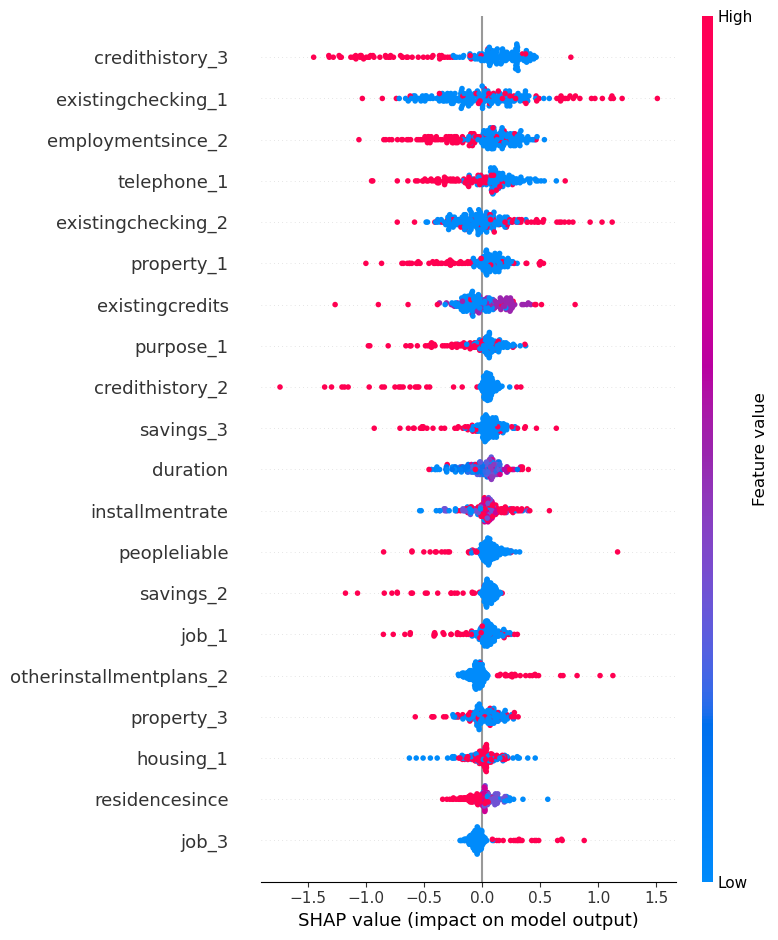 High
credithistory_3
existingchecking_1
employmentsince_2
telephone_1
existingchecking_2
property_1
existingcredits
purpose_1
credithistory_2
savings_3
duration
installmentrate
peopleliable
savings_2
job_1
otherinstallmentplans_2
property_3
housing_1
residencesince
job_3
Feature value
Low
−1.5 −1.0 −0.5 0.0 0.5 1.0 1.5
SHAP value (impact on model output)